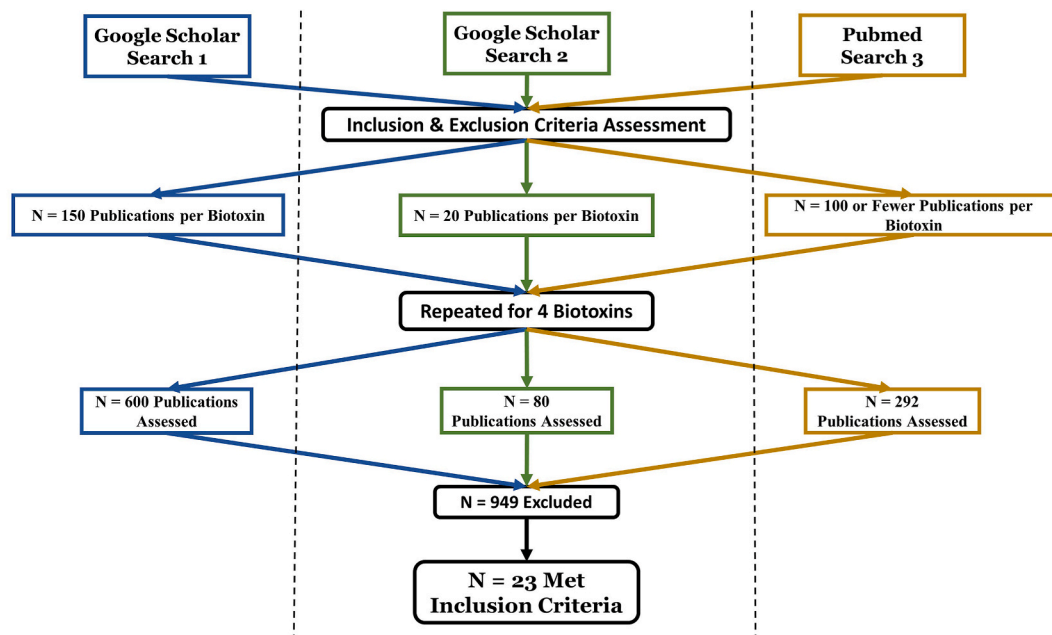 Google Scholar
Search 1
Google Scholar
Search 2
Pubmed
Search 3
Inclusion & Exclusion Criteria Assessment
N = 150 Publications per Biotoxin
N = 20 Publications per Biotoxin
N = 100 or Fewer Publications per
Biotoxin
Repeated for 4 Biotoxins
N = 600 Publications
Assessed
N = 80
Publications Assessed
N = 292
Publications Assessed
N = 949 Excluded
N = 23 Met
Inclusion Criteria